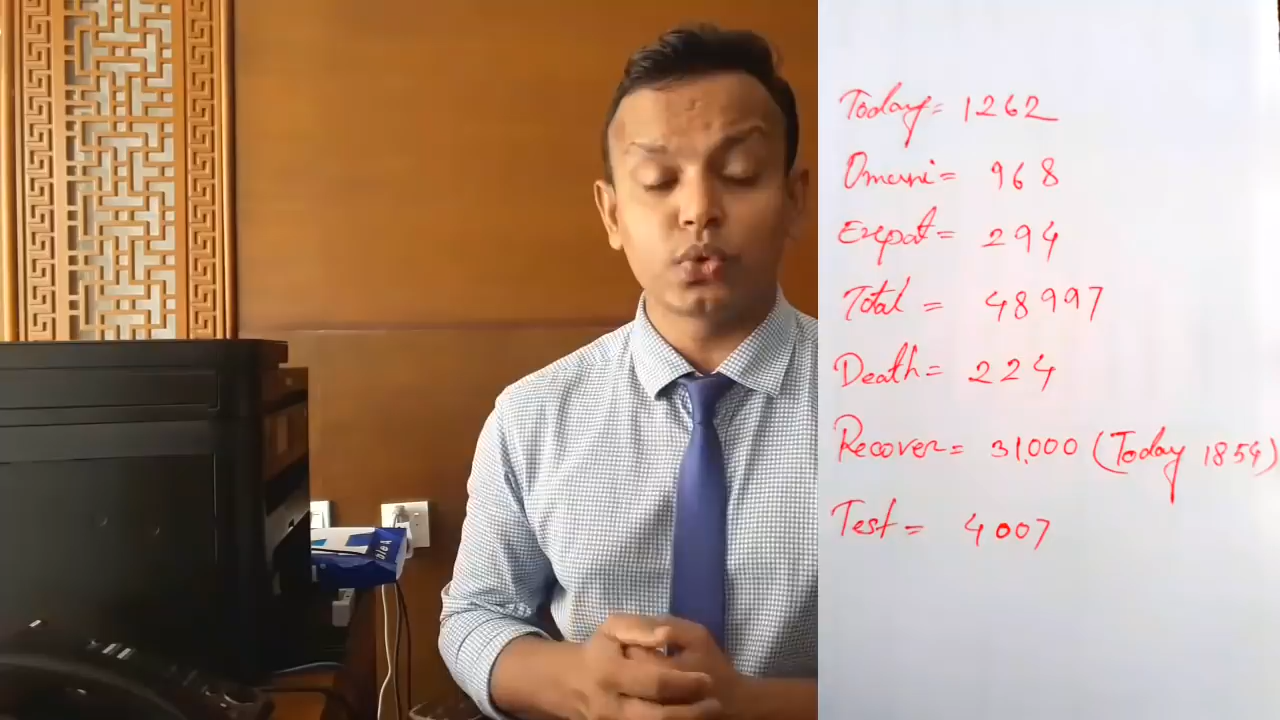 Today = 1262
Omani = 968
Expat = 294
Total = 48997
Death = 224
Recover = 31,000 (Today 1854)
Test = 4007